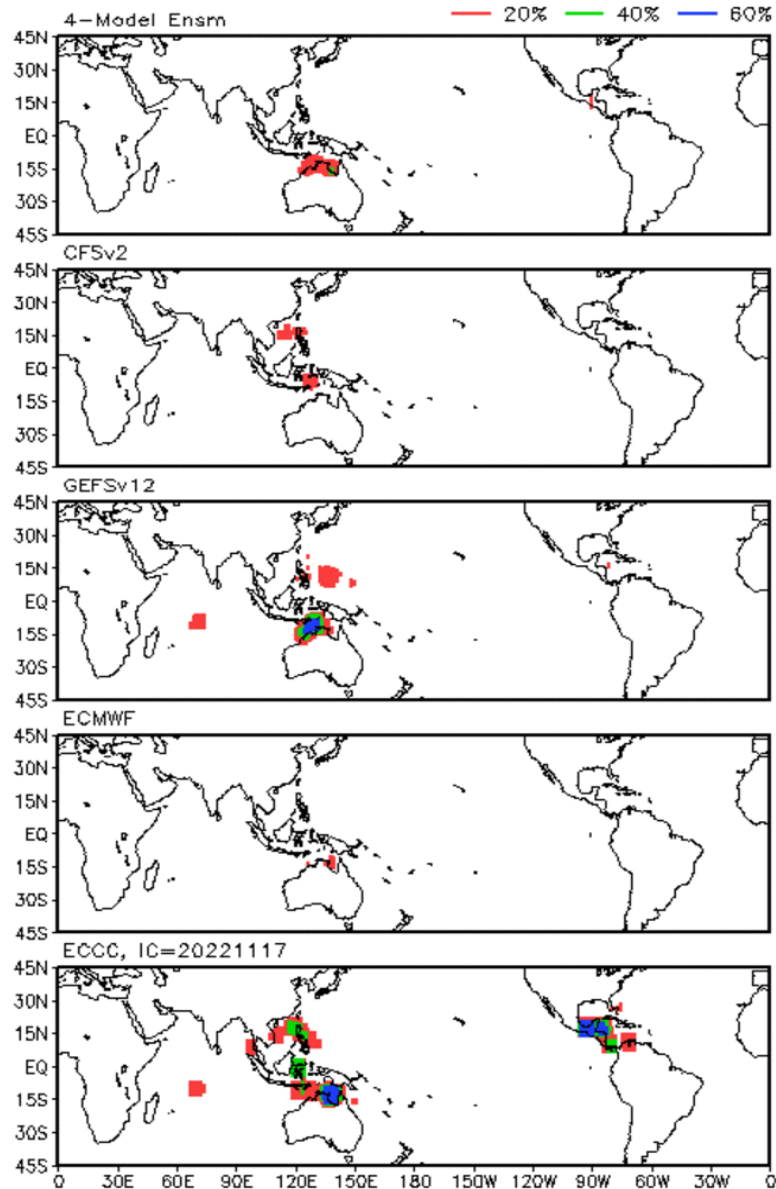 4-Model Ensm 20% 40% 60%
45N
30N
15N
EQ
15S
30S
45S
CFSv2
45N
30N
15N
EQ
15S
30S
45S
GEFSv12
45N
30N
15N
EQ
15S
30S
45S
ECMWF
45N
30N
15N
EQ
15S
30S
45S
ECCC, IC=20221117
45N
30N
15N
EQ
15S
30S
45S
0 30E 60E 90E 120E 150E 180 150W 120W 90W 60W 30W 0